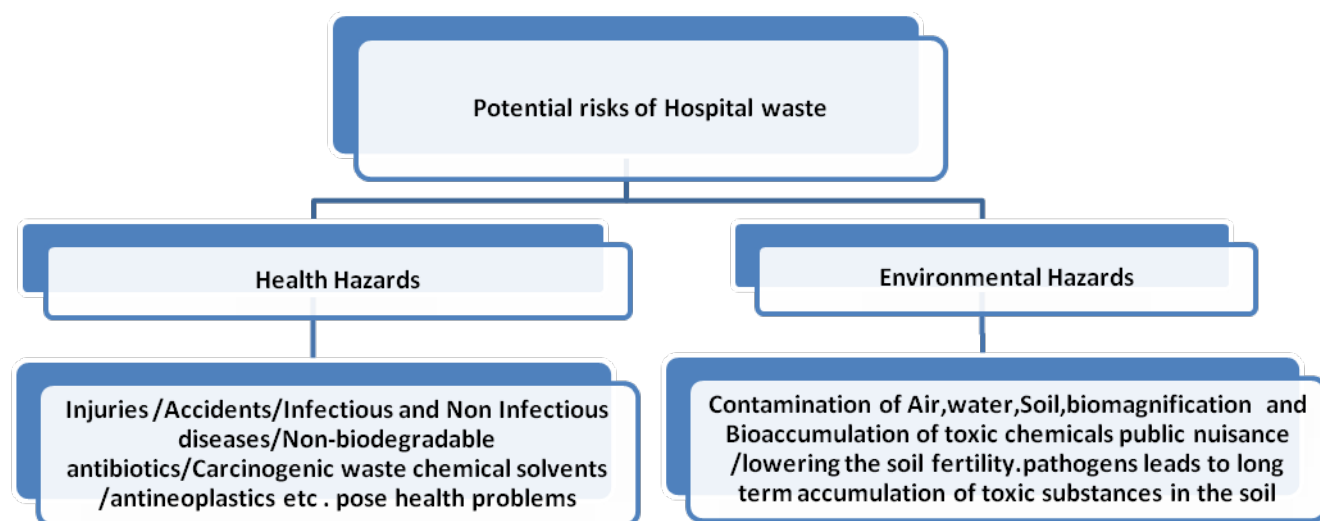 Potential risks of Hospital waste
Health Hazards
Environmental Hazards
Injuries/Accidents/Infectious and Non Infectious
diseases/Non-biodegradable
antibiotics/Carcinogenic waste chemical solvents
/antineoplastics etc . pose health problems
Contamination of Air,water,Soil,biomagnification and
Bioaccumulation of toxic chemicals public nuisance
/lowering the soil fertility.pathogens leads to long
term accumulation of toxic substances in the soil